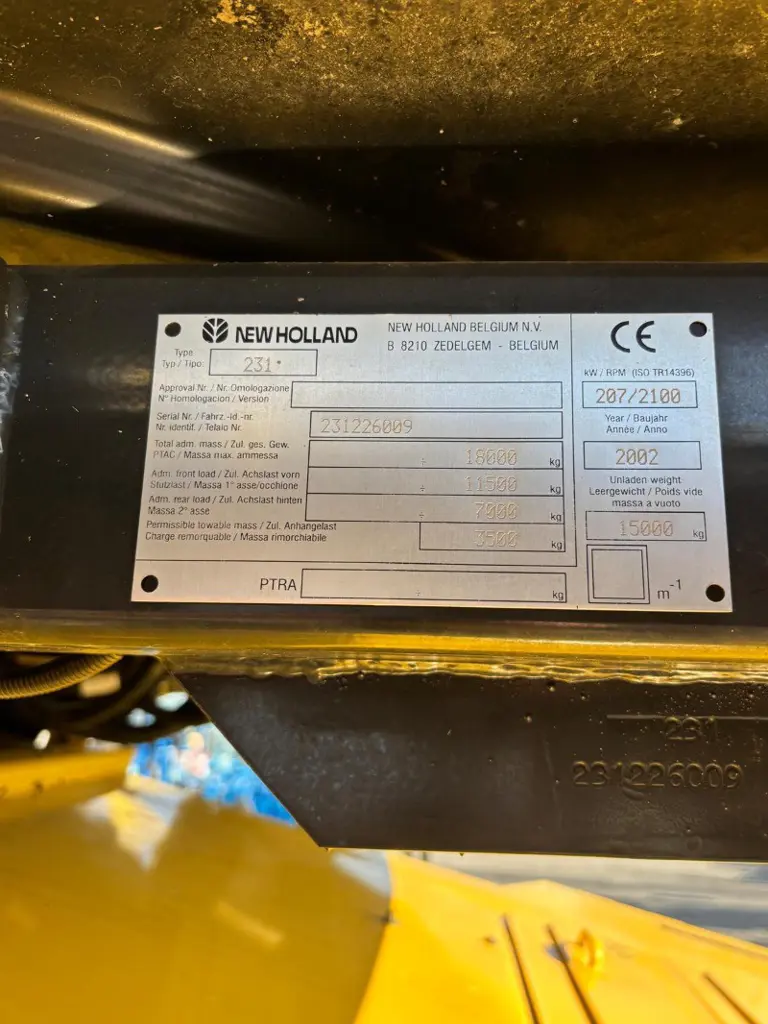 NEW HOLLAND
NEW HOLLAND BELGIUM N.V.
B 8210 ZEDELGEM - BELGIUM
CE
Type
Typ / Tipo:
231*
Approval Nr. / Nr. Omologazione
N° Homologacion / Version
Serial Nr. / Fahrz.-id.-nr.
Nr. identif. / Telaio Nr.
231226009
Total adm. mass / Zul. ges. Gew.
PTAC / Massa max. ammessa
÷ 18000 kg
Adm. front load / Zul. Achslast vorn
Stutzlast / Massa 1° asse/occhione
÷ 11500 kg
Adm. rear load / Zul. Achslast hinten
Massa 2° asse
÷ 7000 kg
Permissible towable mass / Zul. Anhangelast
Charge remorquable / Massa rimorchiabile
3500 kg
PTRA
÷ kg
kW / RPM (ISO TR14396)
207/2100
Year / Baujahr
Année / Anno
2002
Unladen weight
Leergewicht / Poids vide
massa a vuoto
15000 kg
m-1
231
231226009